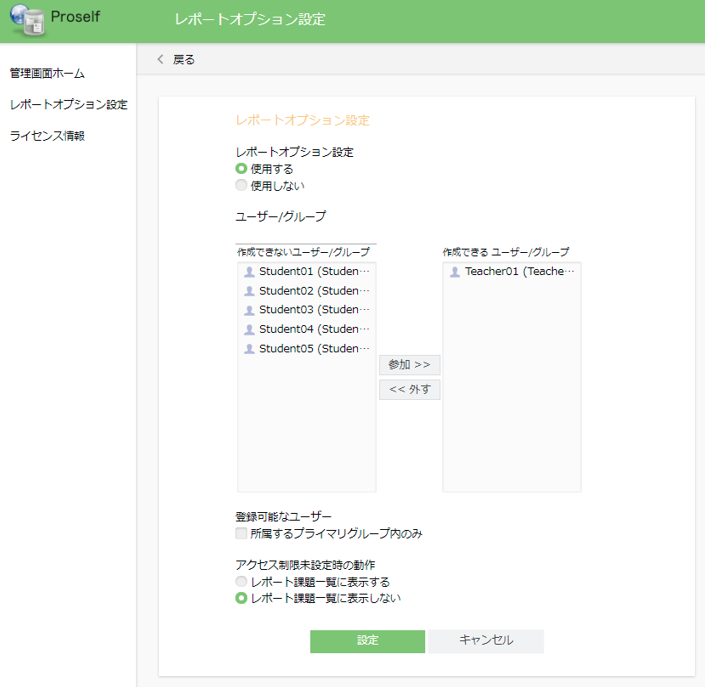 Proself
レポートオプション設定
管理画面ホーム
レポートオプション設定
ライセンス情報
戻る
レポートオプション設定
レポートオプション設定
使用する
使用しない
ユーザー/グループ
作成できないユーザー/グループ
Student01 (Studen…
Student02 (Studen…
Student03 (Studen…
Student04 (Studen…
Student05 (Studen…
参加 >>
<< 外す
作成できる ユーザー/グループ
Teacher01 (Teache…
登録可能なユーザー
所属するプライマリグループ内のみ
アクセス制限未設定時の動作
レポート課題一覧に表示する
レポート課題一覧に表示しない
設定
キャンセル